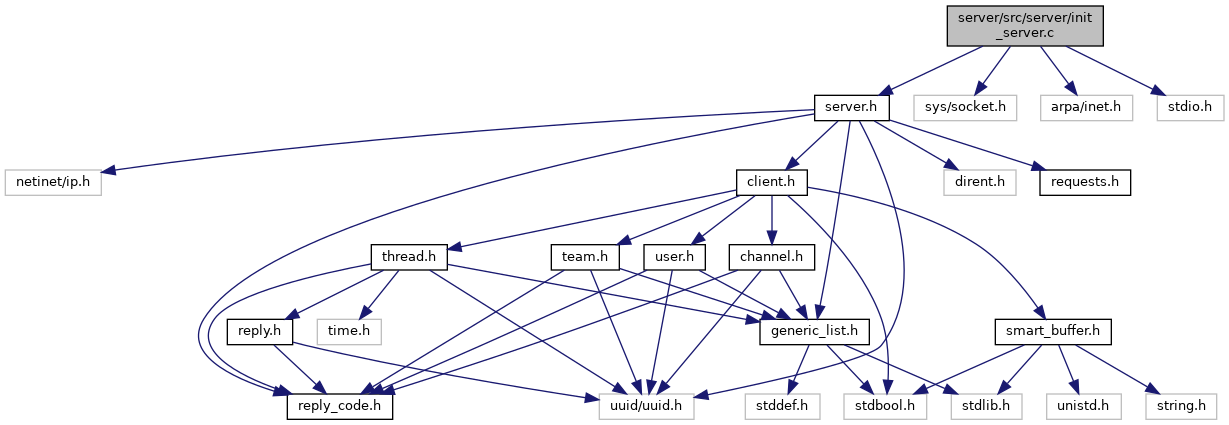 server/src/server/init
_server.c
server.h
sys/socket.h
arpa/inet.h
stdio.h
netinet/ip.h
client.h
dirent.h
requests.h
thread.h
team.h
user.h
channel.h
reply.h
time.h
generic_list.h
smart_buffer.h
reply_code.h
uuid/uuid.h
stddef.h
stdbool.h
stdlib.h
unistd.h
string.h